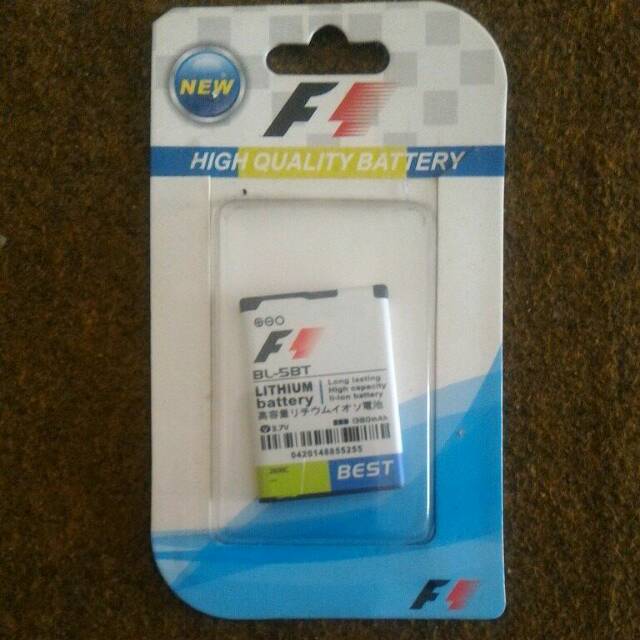 NEW
F1
HIGH QUALITY BATTERY
F1
BL-5BT
LITHIUM
battery
Long lasting
High capacity
li-ion battery
高容量リチウムイオン電池
3.7V
0420148855255
BEST
F1